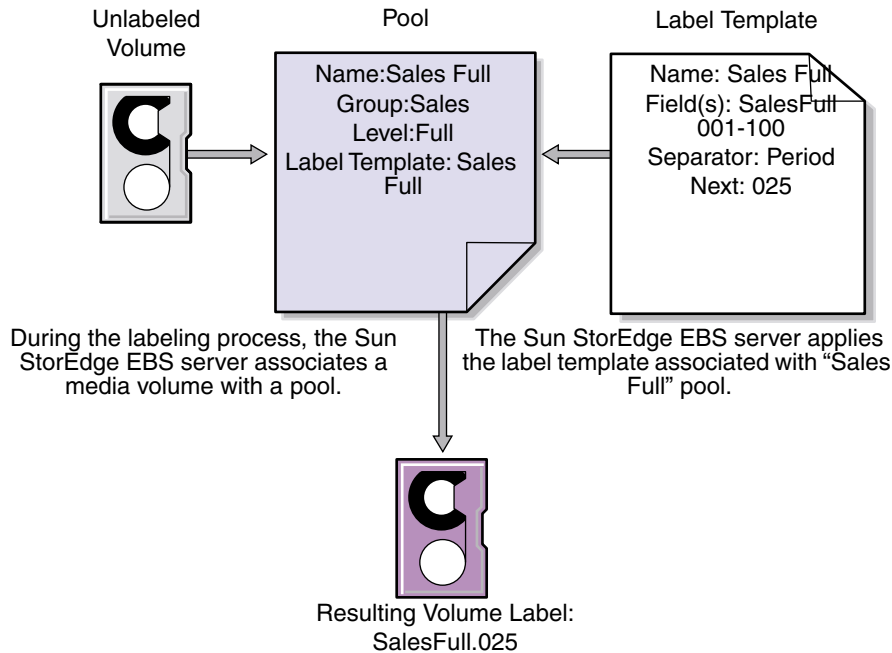 Unlabeled
Volume
Pool
Label Template
Name:Sales Full
Group:Sales
Level:Full
Label Template: Sales
Full
Name: Sales Full
Field(s): SalesFull
001-100
Separator: Period
Next: 025
During the labeling process, the Sun
StorEdge EBS server associates a
media volume with a pool.
The Sun StorEdge EBS server applies
the label template associated with “Sales
Full” pool.
Resulting Volume Label:
SalesFull.025